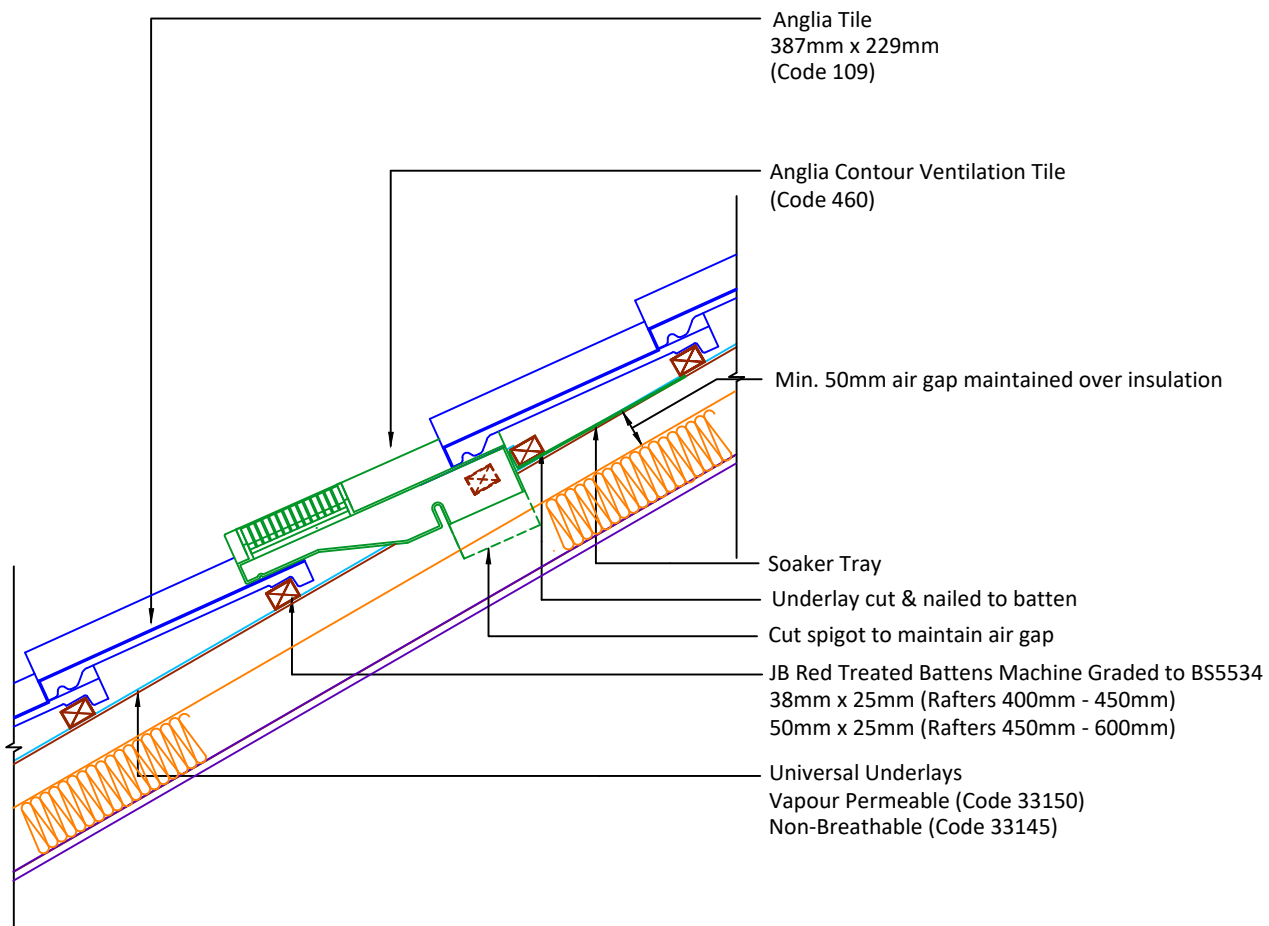 Anglia Tile
387mm x 229mm
(Code 109)
Anglia Contour Ventilation Tile
(Code 460)
Min. 50mm air gap maintained over insulation
Soaker Tray
Underlay cut & nailed to batten
Cut spigot to maintain air gap
JB Red Treated Battens Machine Graded to BS5534
38mm x 25mm (Rafters 400mm - 450mm)
50mm x 25mm (Rafters 450mm - 600mm)
Universal Underlays
Vapour Permeable (Code 33150)
Non-Breathable (Code 33145)